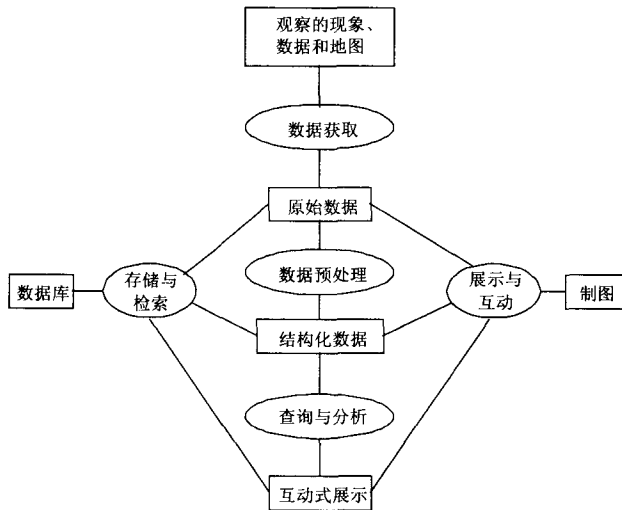 观察的现象、
数据和地图
数据获取
原始数据
存储与
检索
数据预处理
展示与
互动
数据库
制图
结构化数据
查询与分析
互动式展示